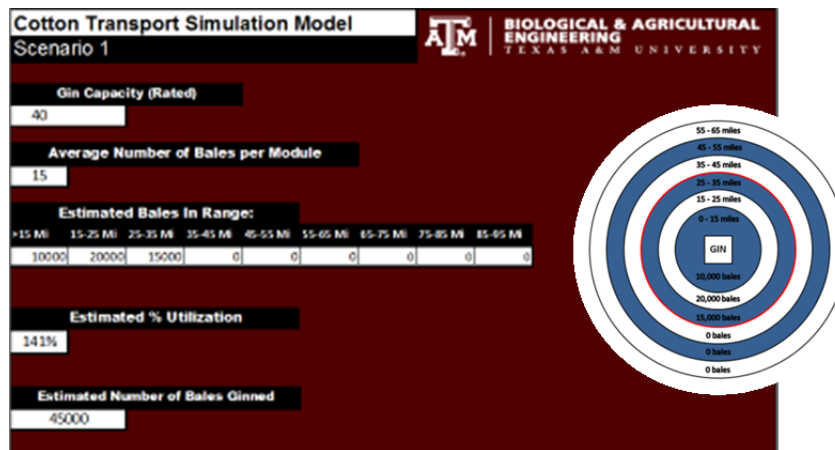 Cotton Transport Simulation Model
Scenario 1
ATM
BIOLOGICAL & AGRICULTURAL
ENGINEERING
TEXAS A&M UNIVERSITY
Gin Capacity (Rated)
40
Average Number of Bales per Module
15
Estimated Bales In Range:
>15 Mi 15-25 Mi 25-35 Mi 35-45 Mi 45-55 Mi 55-65 Mi 65-75 Mi 75-85 Mi 85-95 Mi
10000 20000 15000 0 0 0 0 0 0
Estimated % Utilization
141%
Estimated Number of Bales Ginned
45000
55 - 65 miles
45 - 55 miles
35 - 45 miles
25 - 35 miles
15 - 25 miles
0 - 15 miles
GIN
10,000 bales
20,000 bales
15,000 bales
0 bales
0 bales
0 bales